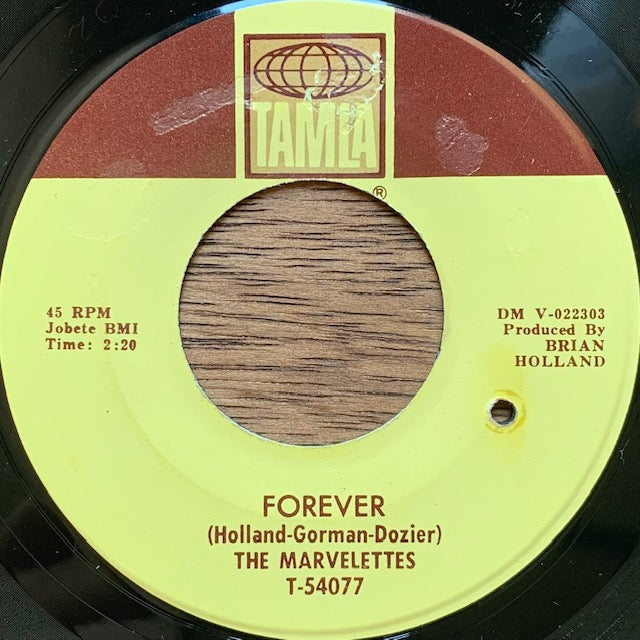 TAMLA
®
45 RPM
Jobete BMI
Time: 2:20
DM V-022303
Produced By
BRIAN
HOLLAND
FOREVER
(Holland-Gorman-Dozier)
THE MARVELETTES
T-54077